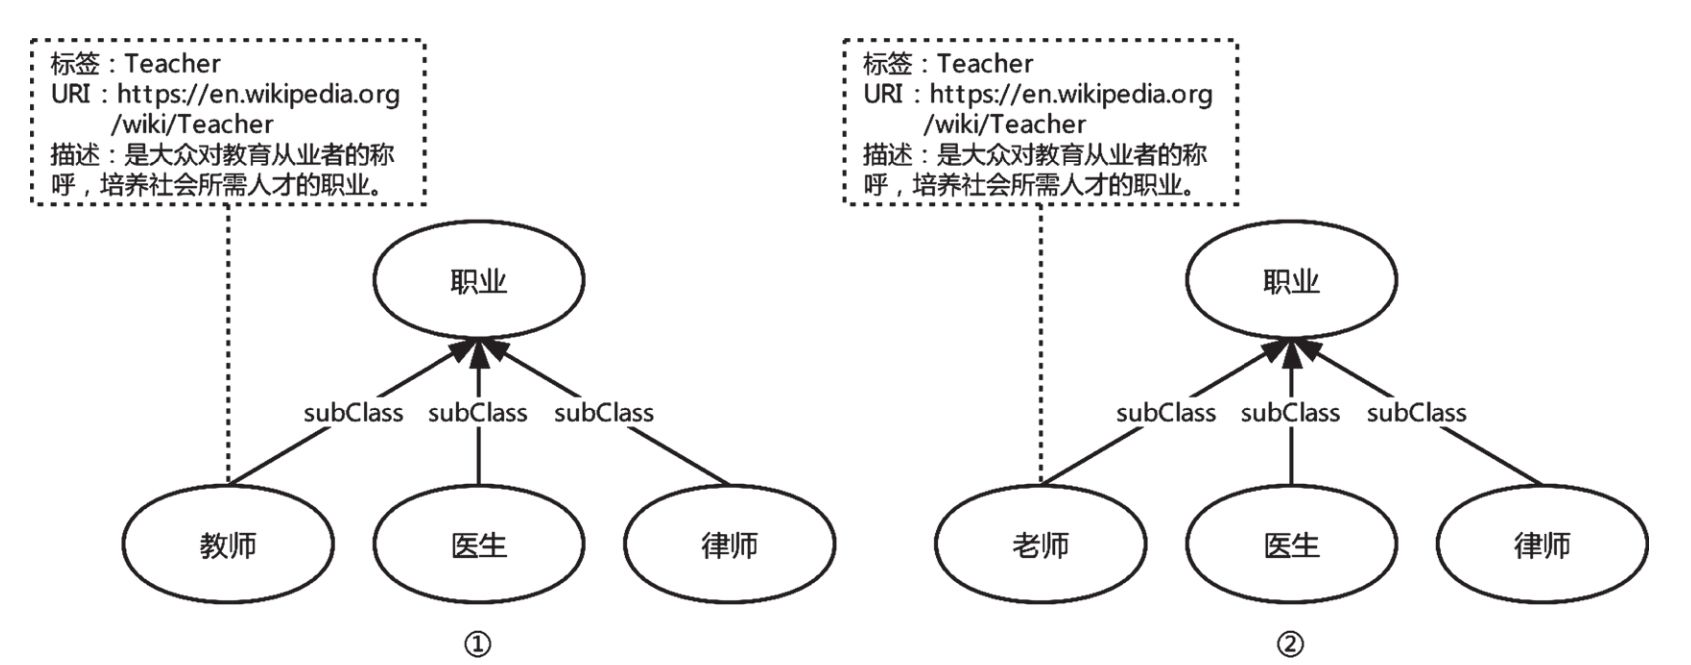 标签：Teacher
URI：https://en.wikipedia.org
/wiki/Teacher
描述：是大众对教育从业者的称
呼，培养社会所需人才的职业。
职业
subClass subClass subClass
教师 医生 律师
①
标签：Teacher
URI：https://en.wikipedia.org
/wiki/Teacher
描述：是大众对教育从业者的称
呼，培养社会所需人才的职业。
职业
subClass subClass subClass
老师 医生 律师
②